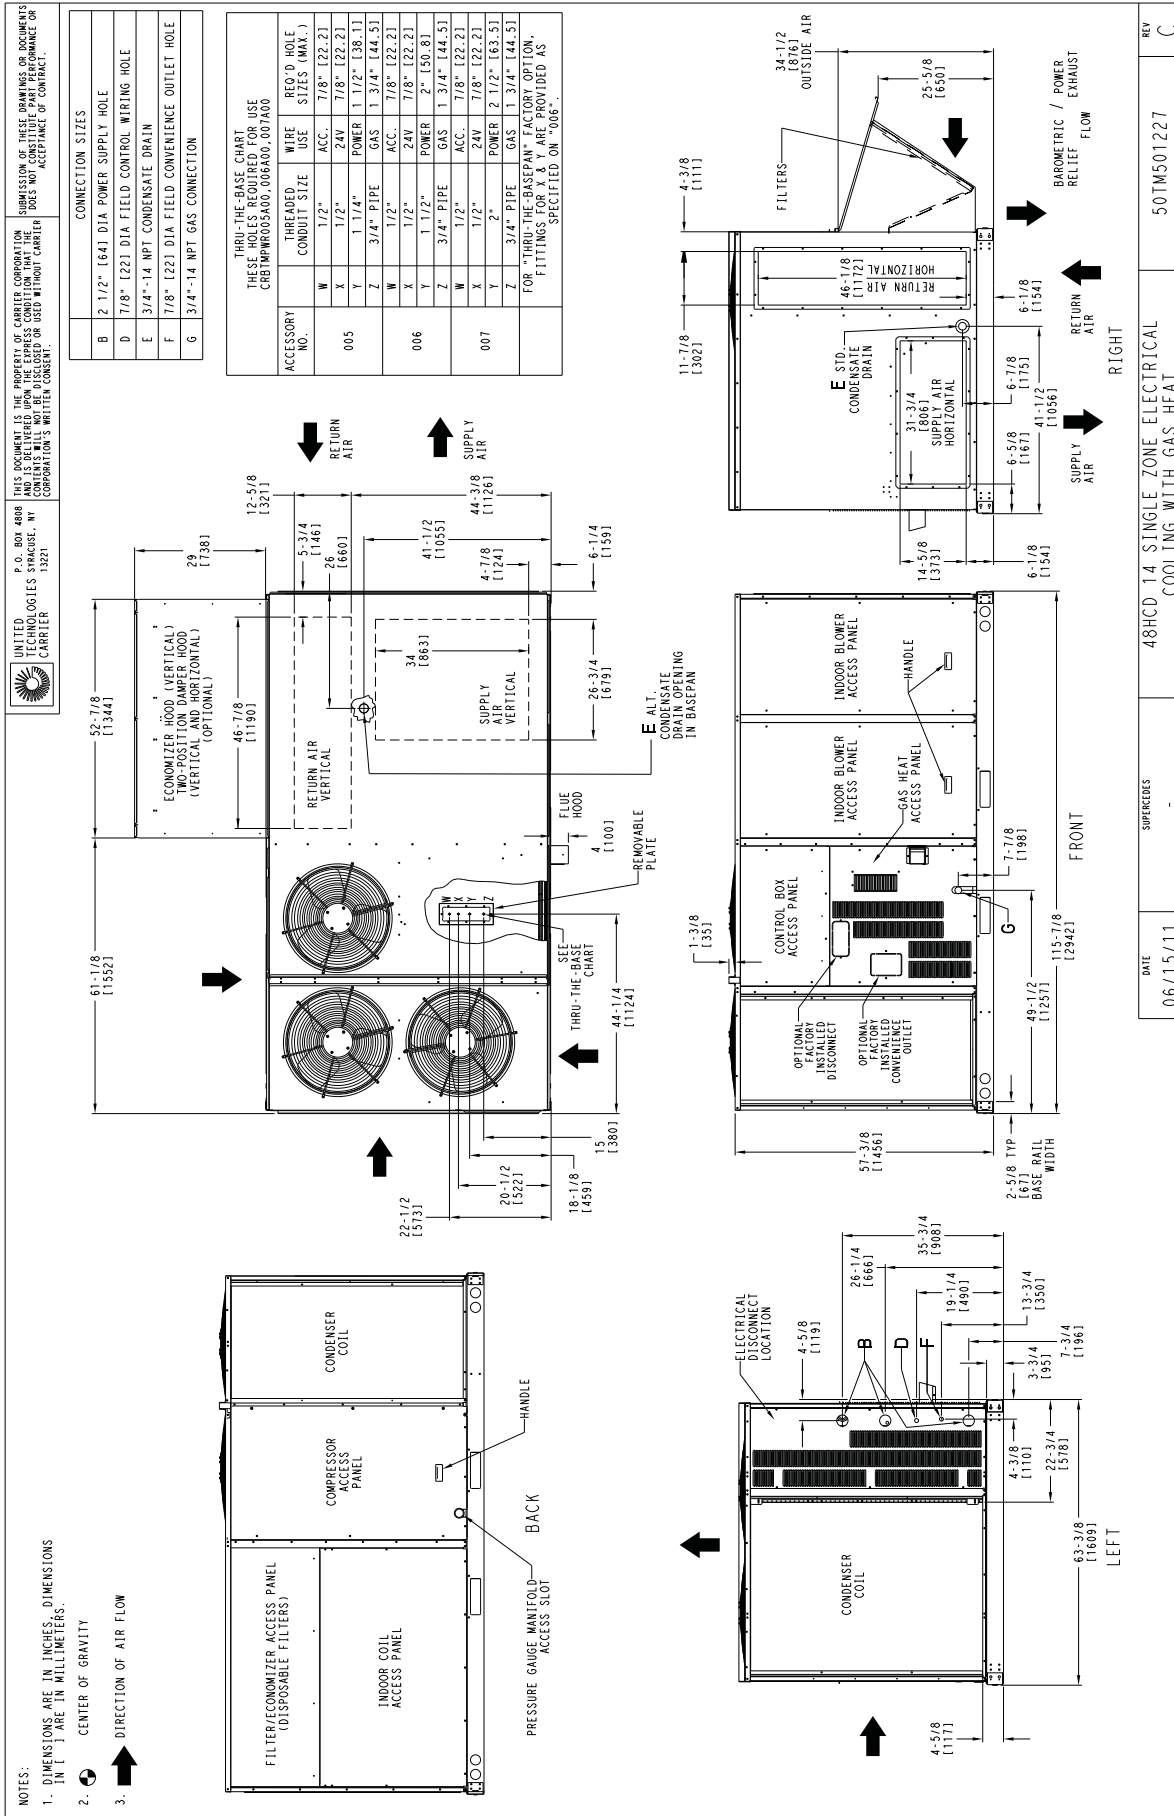 NOTES:
1. DIMENSIONS ARE IN INCHES, DIMENSIONS
IN [ ] ARE IN MILLIMETERS.
2. CENTER OF GRAVITY
3. DIRECTION OF AIR FLOW
UNITED
TECHNOLOGIES
CARRIER
P.O. BOX 4808
SYRACUSE, NY
13221
THIS DOCUMENT IS THE PROPERTY OF CARRIER CORPORATION
AND IS DELIVERED UPON THE EXPRESS CONDITION THAT THE
CONTENTS WILL NOT BE DISCLOSED OR USED WITHOUT CARRIER
CORPORATION'S WRITTEN CONSENT.
SUBMISSION OF THESE DRAWINGS OR DOCUMENTS
DOES NOT CONSTITUTE PART PERFORMANCE OR
ACCEPTANCE OF CONTRACT.
CONNECTION SIZES
B 2 1/2" [64] DIA POWER SUPPLY HOLE
D 7/8" [22] DIA FIELD CONTROL WIRING HOLE
E 3/4"-14 NPT CONDENSATE DRAIN
F 7/8" [22] DIA FIELD CONVENIENCE OUTLET HOLE
G 3/4"-14 NPT GAS CONNECTION
THRU-THE-BASE CHART
THESE HOLES REQUIRED FOR USE
CRBTMPWR005A00,006A00,007A00
ACCESSORY
NO.
THREADED
CONDUIT SIZE
WIRE
USE
REQ'D HOLE
SIZES (MAX.)
005
W 1/2" ACC. 7/8" [22.2]
X 1/2" 24V 7/8" [22.2]
Y 1 1/4" POWER 1 1/2" [38.1]
Z 3/4" PIPE GAS 1 3/4" [44.5]
006
W 1/2" ACC. 7/8" [22.2]
X 1/2" 24V 7/8" [22.2]
Y 1 1/2" POWER 2" [50.8]
Z 3/4" PIPE GAS 1 3/4" [44.5]
007
W 1/2" ACC. 7/8" [22.2]
X 1/2" 24V 7/8" [22.2]
Y 2" POWER 2 1/2" [63.5]
Z 3/4" PIPE GAS 1 3/4" [44.5]
FOR "THRU-THE-BASEPAN" FACTORY OPTION,
FITTINGS FOR X & Y ARE PROVIDED AS
SPECIFIED ON "006".
61-1/8
[1552]
52-7/8
[1344]
29
[738]
ECONOMIZER HOOD (VERTICAL)
TWO-POSITION DAMPER HOOD
(VERTICAL AND HORIZONTAL)
(OPTIONAL)
46-7/8
[1190]
12-5/8
[321]
5-3/4
[146]
26
[660]
RETURN AIR
VERTICAL
RETURN
AIR
SUPPLY
AIR
44-3/8
[1126]
41-1/2
[1055]
4-7/8
[124]
6-1/4
[159]
34
[863]
SUPPLY
AIR
VERTICAL
26-3/4
[679]
E ALT.
CONDENSATE
DRAIN OPENING
IN BASEPAN
FLUE
HOOD
4
[100]
REMOVABLE
PLATE
W
X
Y
Z
SEE
THRU-THE-BASE
CHART
44-1/4
[1124]
15
[380]
18-1/8
[459]
20-1/2
[522]
22-1/2
[573]
FILTER/ECONOMIZER ACCESS PANEL
(DISPOSABLE FILTERS)
INDOOR COIL
ACCESS PANEL
COMPRESSOR
ACCESS
PANEL
CONDENSER
COIL
HANDLE
PRESSURE GAUGE MANIFOLD
ACCESS SLOT
BACK
ELECTRICAL
DISCONNECT
LOCATION
CONDENSER
COIL
4-5/8
[119]
26-1/4
[666]
35-3/4
[908]
19-1/4
[490]
13-3/4
[350]
7-3/4
[196]
3-3/4
[95]
B
D
F
4-3/8
[110]
22-3/4
[578]
63-3/8
[1609]
4-5/8
[117]
LEFT
1-3/8
[35]
57-3/8
[1456]
CONTROL BOX
ACCESS PANEL
INDOOR BLOWER
ACCESS PANEL
INDOOR BLOWER
ACCESS PANEL
GAS HEAT
ACCESS PANEL
HANDLE
OPTIONAL
FACTORY
INSTALLED
DISCONNECT
OPTIONAL
FACTORY
INSTALLED
CONVENIENCE
OUTLET
2-5/8 TYP
[67]
BASE RAIL
WIDTH
G
7-7/8
[198]
49-1/2
[1257]
115-7/8
[2942]
FRONT
34-1/2
[876]
OUTSIDE AIR
25-5/8
[650]
4-3/8
[111]
FILTERS
11-7/8
[302]
46-1/8
[1172]
RETURN AIR
HORIZONTAL
BAROMETRIC / POWER
RELIEF EXHAUST
FLOW
E STD.
CONDENSATE
DRAIN
31-3/4
[806]
SUPPLY AIR
HORIZONTAL
14-5/8
[373]
6-1/8
[154]
6-5/8
[167]
6-7/8
[175]
41-1/2
[1056]
6-1/8
[154]
SUPPLY
AIR
RETURN
AIR
RIGHT
DATE
06/15/11
SUPERCEDES
-
48HCD 14 SINGLE ZONE ELECTRICAL
COOLING WITH GAS HEAT
50TM501227
REV
C